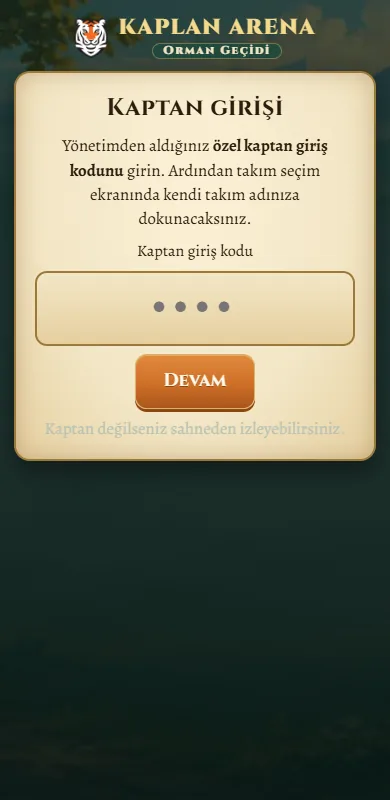 KAPLAN ARENA
Orman Geçidi
Kaptan girişi
Yönetimden aldığınız özel kaptan giriş
kodunu girin. Ardından takım seçim
ekranında kendi takım adınıza
dokunacaksınız.
Kaptan giriş kodu
Devam
Kaptan değilseniz sahneden izleyebilirsiniz.